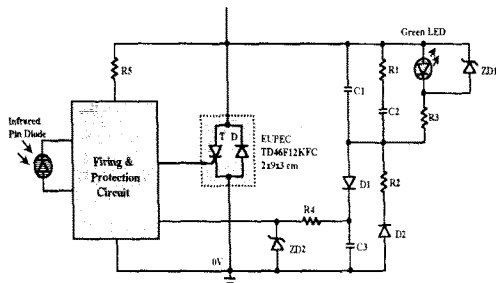 Green LED
R5
C1
R1
ZD1
Infrared
Pin Diode
C2
R3
T D
EUPEC
TD46F12KFC
2x9x3 cm
Firing &
Protection
Circuit
D1
R2
R4
ZD2
C3
D2
0V